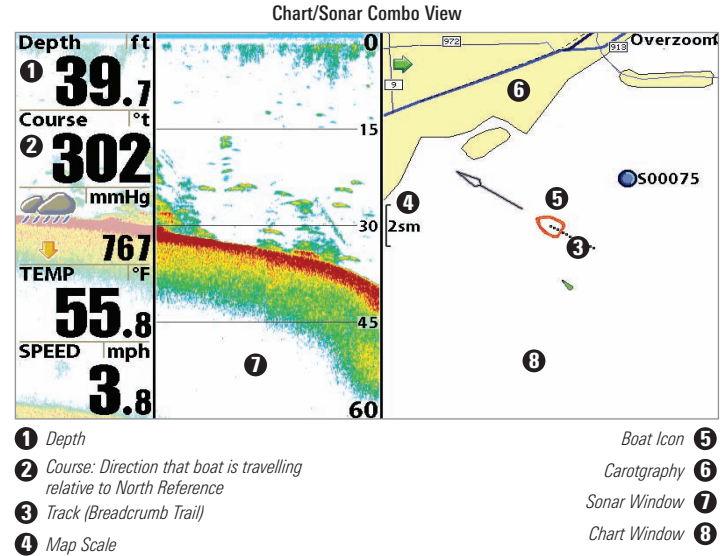 Chart/Sonar Combo View
Depth ft
1 39.7
Course °t
2 302
mmHg
767
TEMP °F
55.8
SPEED mph
3.8
0
15
30
45
60
7
972
913
Overzoom
9
6
S00075
4
5
2sm
3
8
1 Depth
2 Course: Direction that boat is travelling
relative to North Reference
3 Track (Breadcrumb Trail)
4 Map Scale
Boat Icon 5
Carotgraphy 6
Sonar Window 7
Chart Window 8